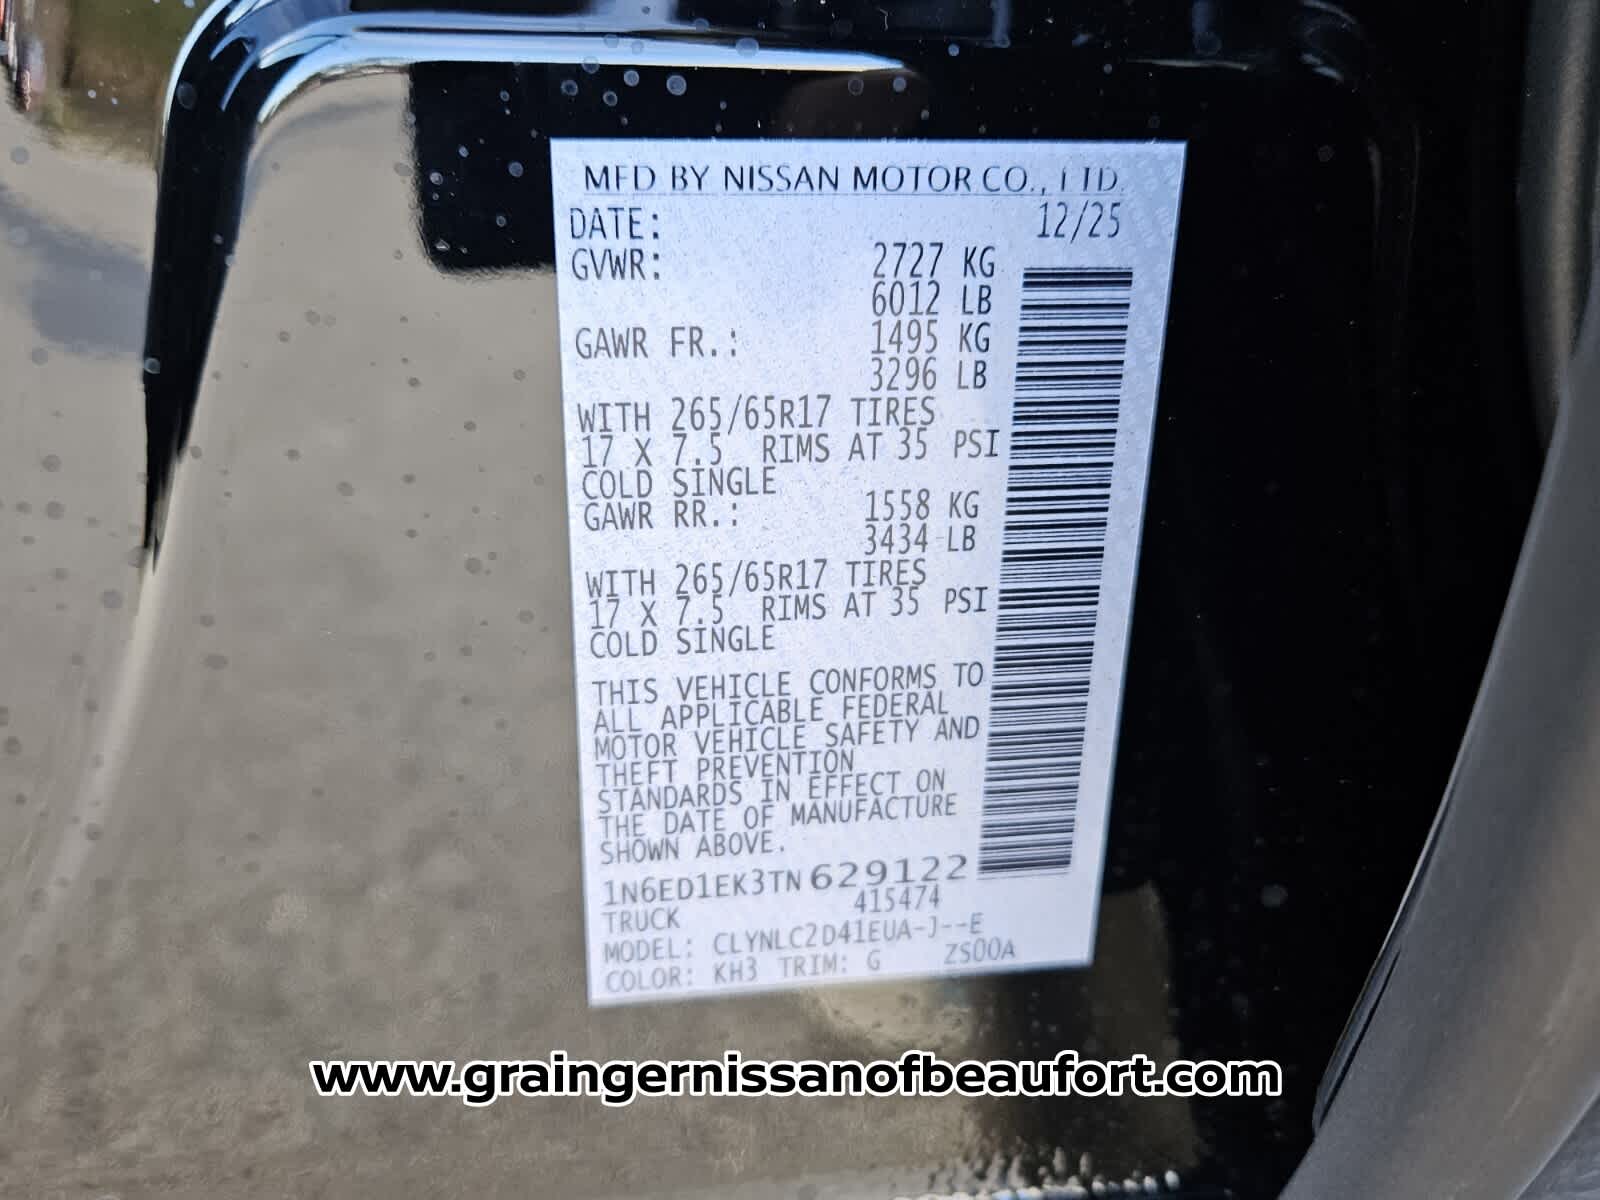 MFD BY NISSAN MOTOR CO., LTD.
DATE: 12/25
GVWR: 2727 KG
6012 LB
GAWR FR.: 1495 KG
3296 LB
WITH 265/65R17 TIRES
17 X 7.5 RIMS AT 35 PSI
COLD SINGLE
GAWR RR.: 1558 KG
3434 LB
WITH 265/65R17 TIRES
17 X 7.5 RIMS AT 35 PSI
COLD SINGLE
THIS VEHICLE CONFORMS TO
ALL APPLICABLE FEDERAL
MOTOR VEHICLE SAFETY AND
THEFT PREVENTION
STANDARDS IN EFFECT ON
THE DATE OF MANUFACTURE
SHOWN ABOVE.
1N6ED1EK3TN629122
TRUCK 415474
MODEL: CLYNLC2D41EUA-J--E
COLOR: KH3 TRIM: G ZS00A
www.graingernissanofbeaufort.com